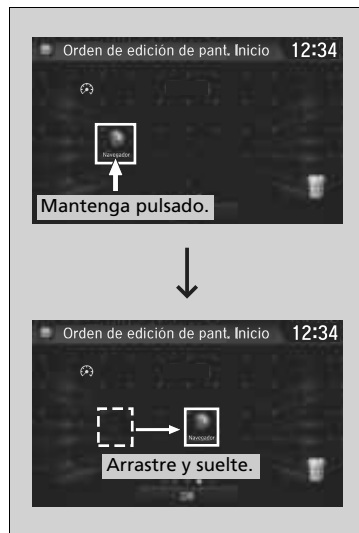 Orden de edición de pant. Inicio 12:34
Navegador
Mantenga pulsado.
Orden de edición de pant. Inicio 12:34
Navegador
Arrastre y suelte.